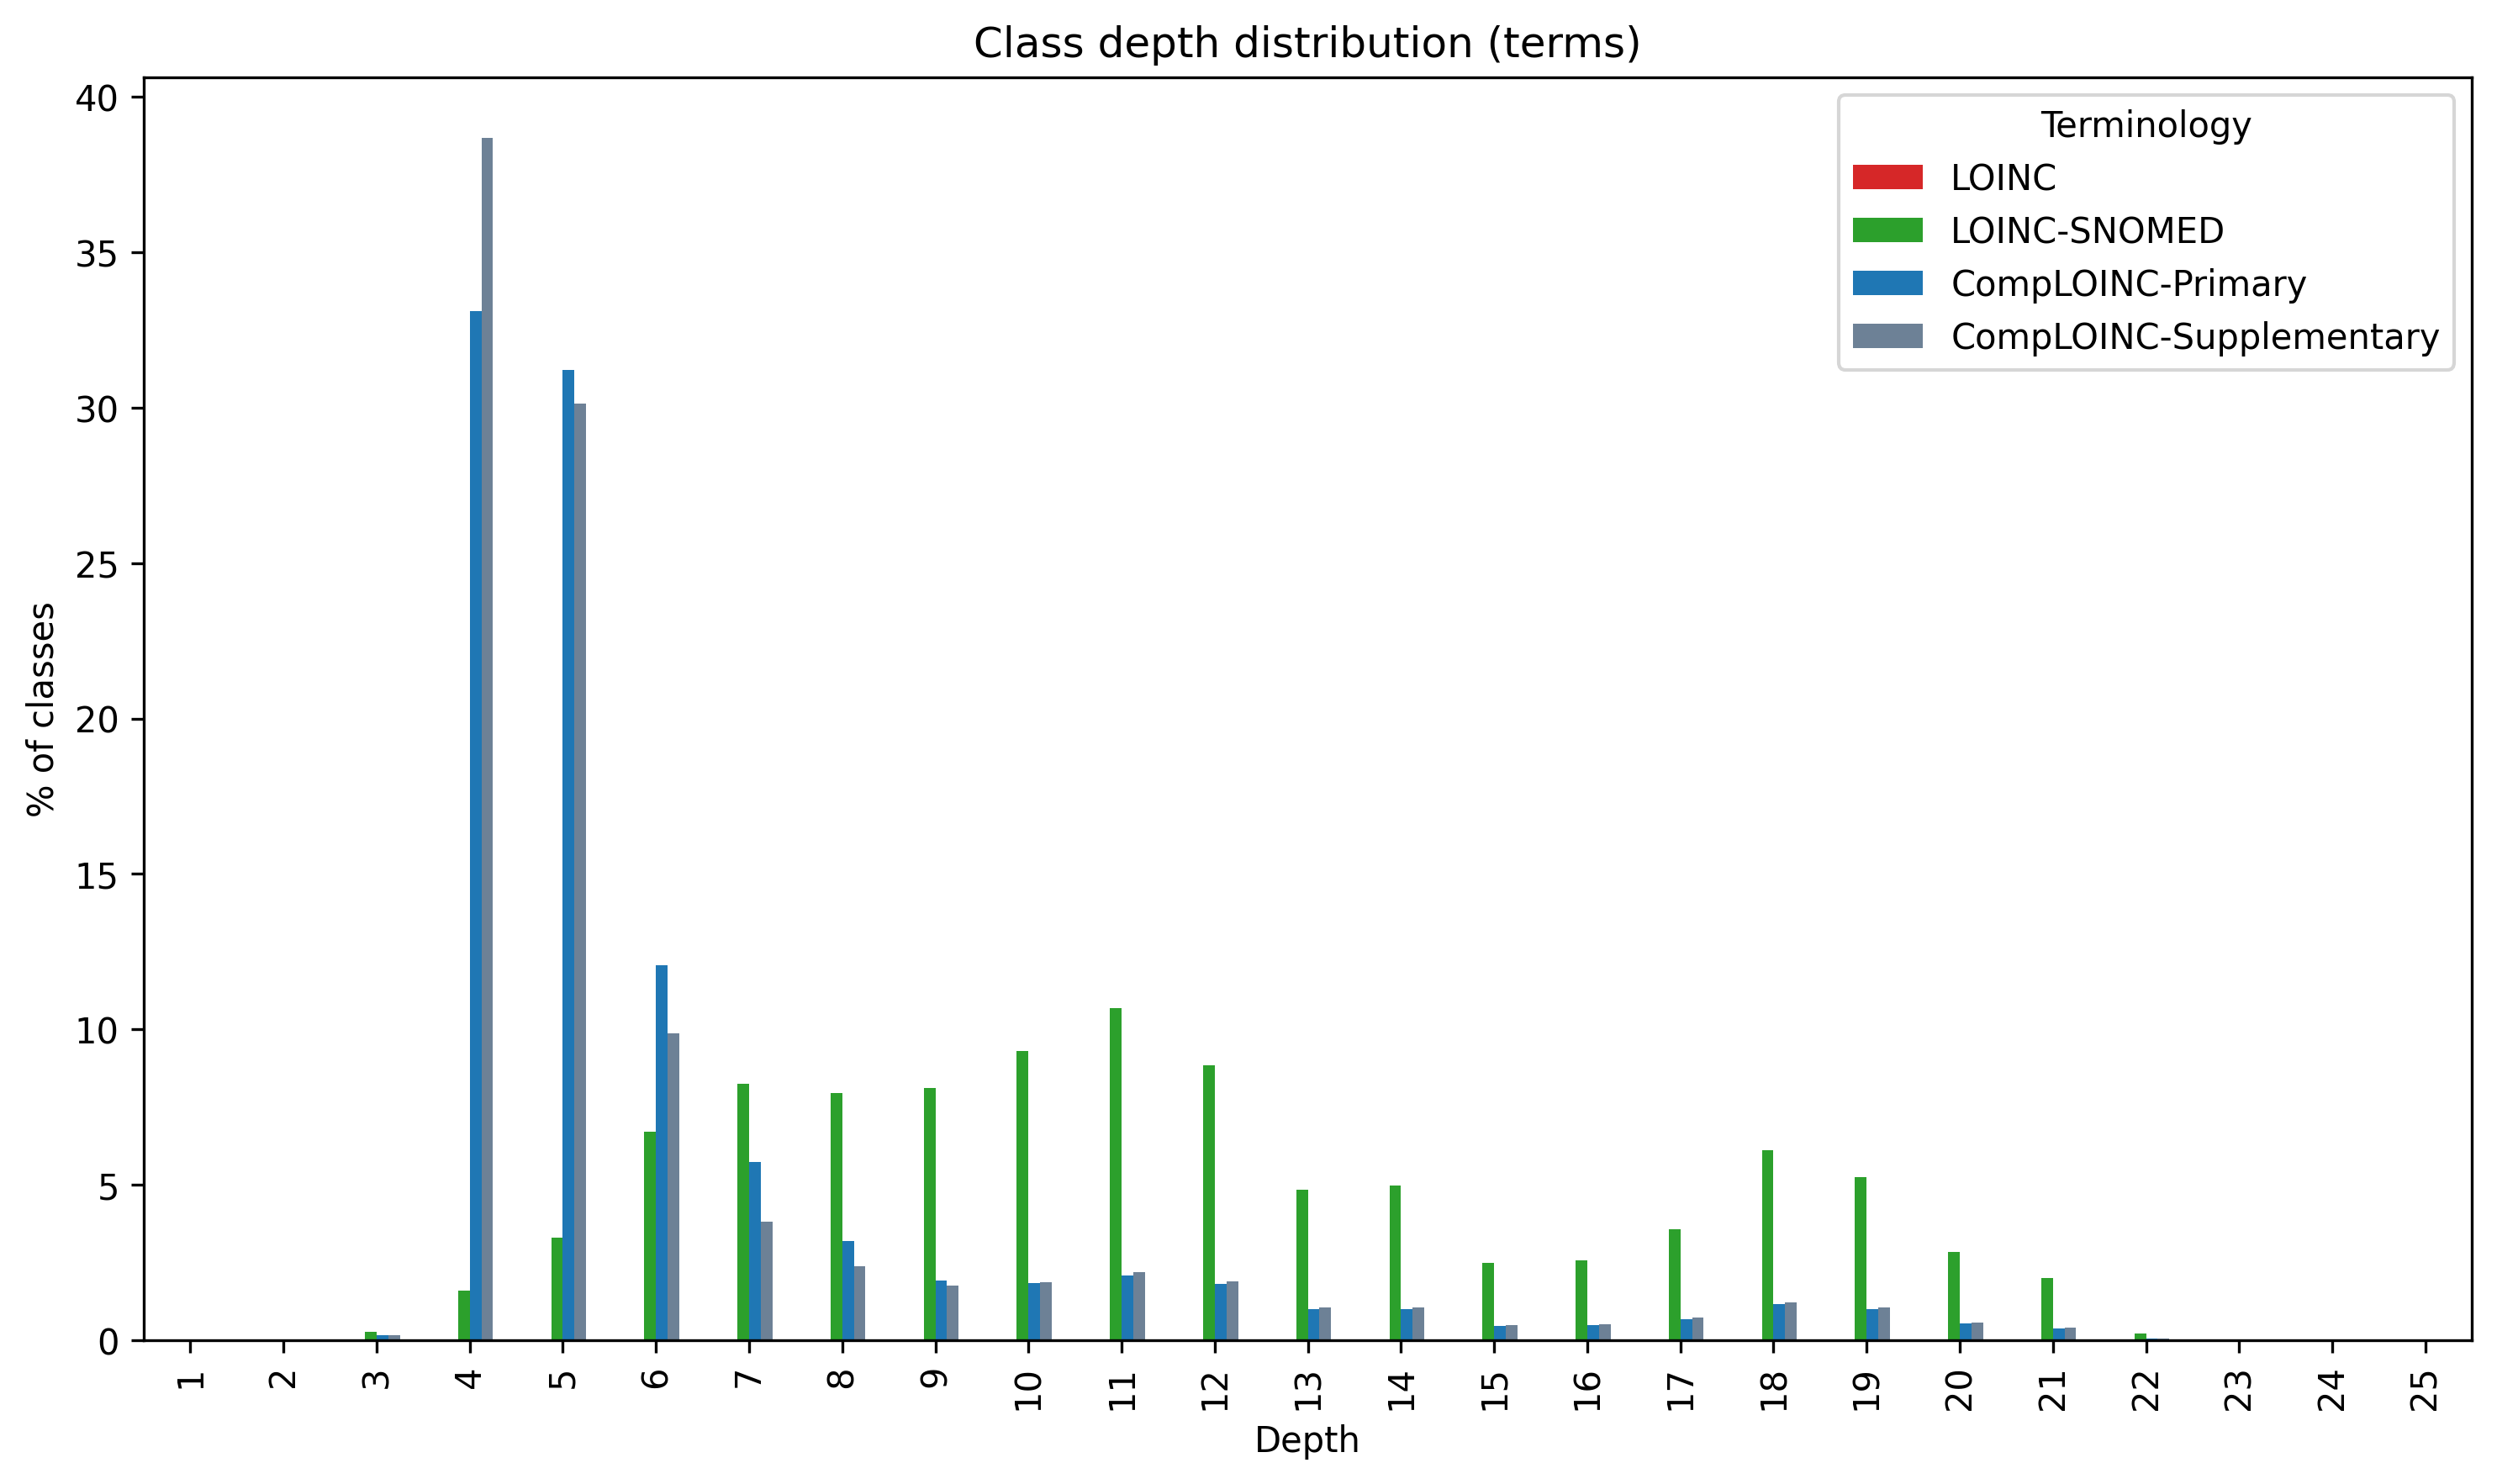 Class depth distribution (terms)
40
35
30
25
20
15
10
5
0
% of classes
Terminology
LOINC
LOINC-SNOMED
CompLOINC-Primary
CompLOINC-Supplementary
1 2 3 4 5 6 7 8 9 10 11 12 13 14 15 16 17 18 19 20 21 22 23 24 25
Depth